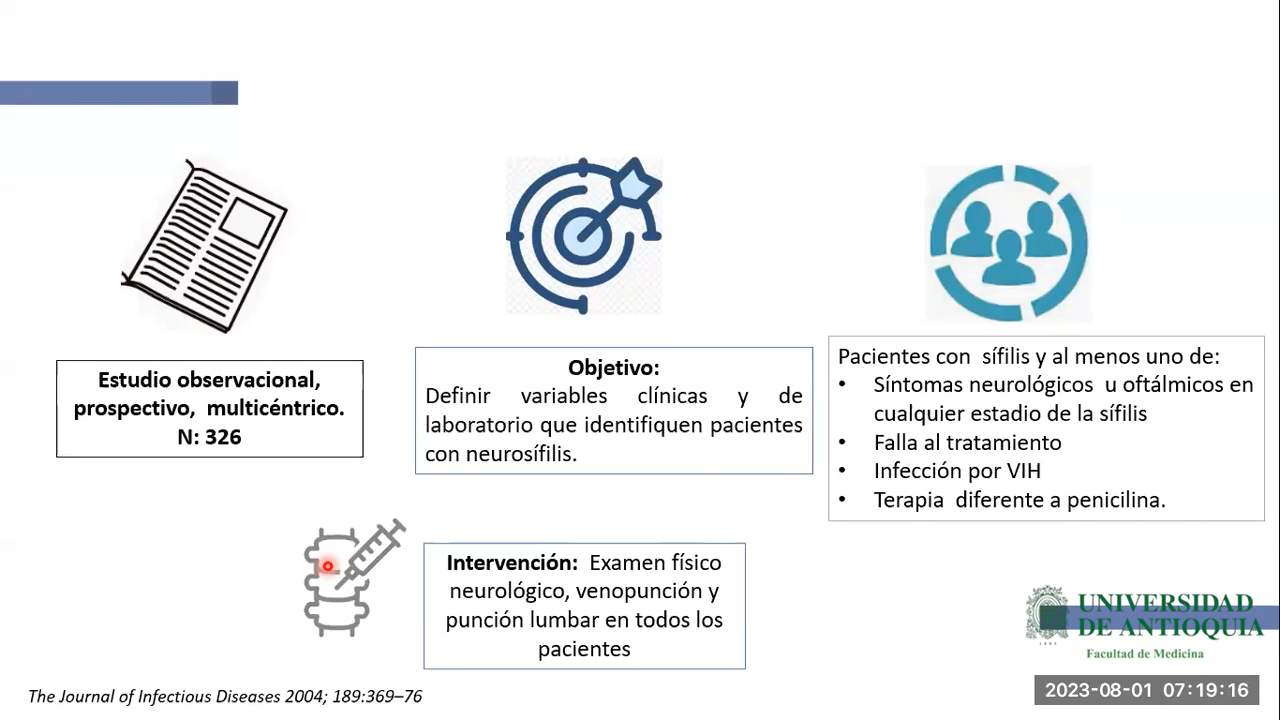 Estudio observacional,
prospectivo, multicéntrico.
N: 326
Objetivo:
Definir variables clínicas y de
laboratorio que identifiquen pacientes
con neurosífilis.
Pacientes con sífilis y al menos uno de:
• Síntomas neurológicos u oftálmicos en
cualquier estadio de la sífilis
• Falla al tratamiento
• Infección por VIH
• Terapia diferente a penicilina.
Intervención: Examen físico
neurológico, venopunción y
punción lumbar en todos los
pacientes
UNIVERSIDAD
DE ANTIOQUIA
Facultad de Medicina
The Journal of Infectious Diseases 2004; 189:369–76
2023-08-01 07:19:16